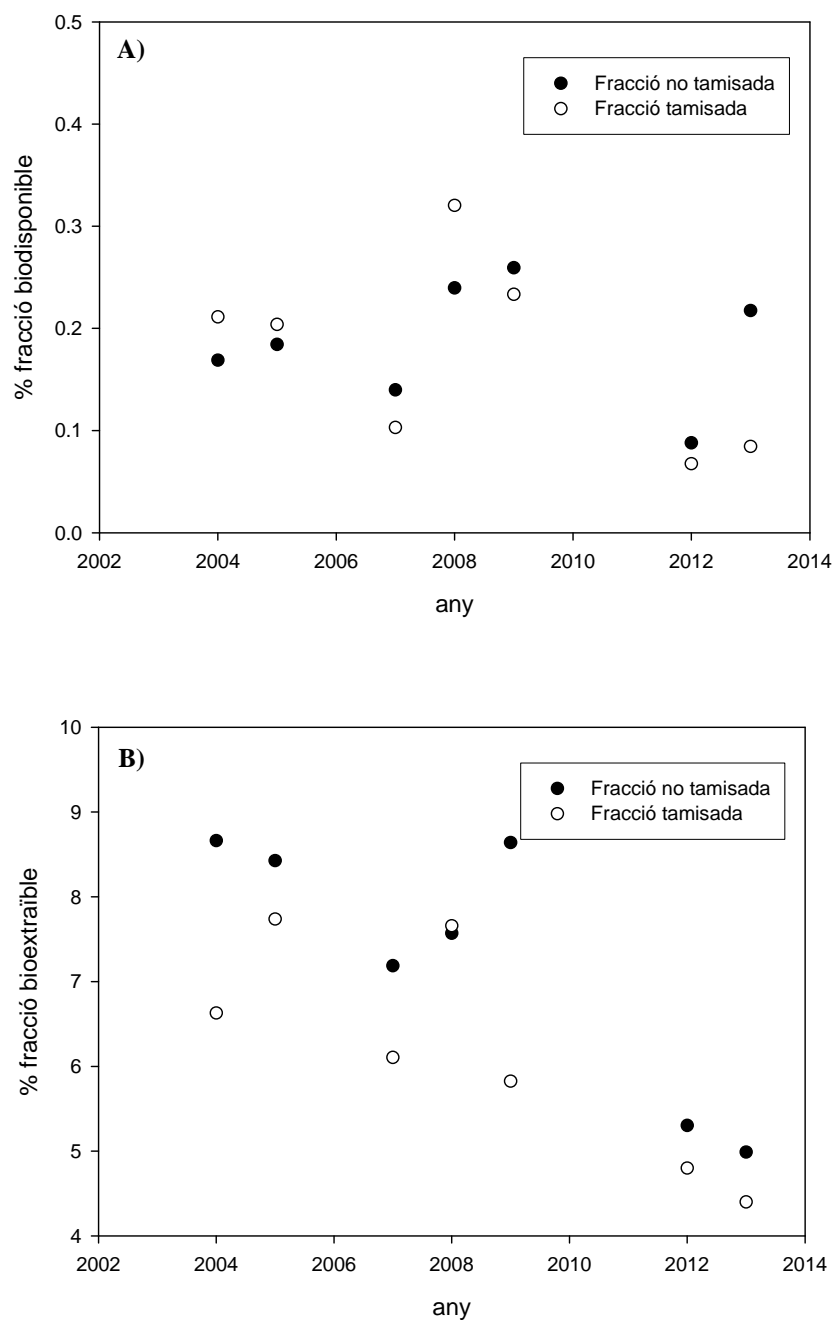 A)
Fracció no tamisada
Fracció tamisada
% fracció biodisponible
0.5
0.4
0.3
0.2
0.1
0.0
2002 2004 2006 2008 2010 2012 2014
any
B)
Fracció no tamisada
Fracció tamisada
% fracció bioextraïble
10
9
8
7
6
5
4
2002 2004 2006 2008 2010 2012 2014
any